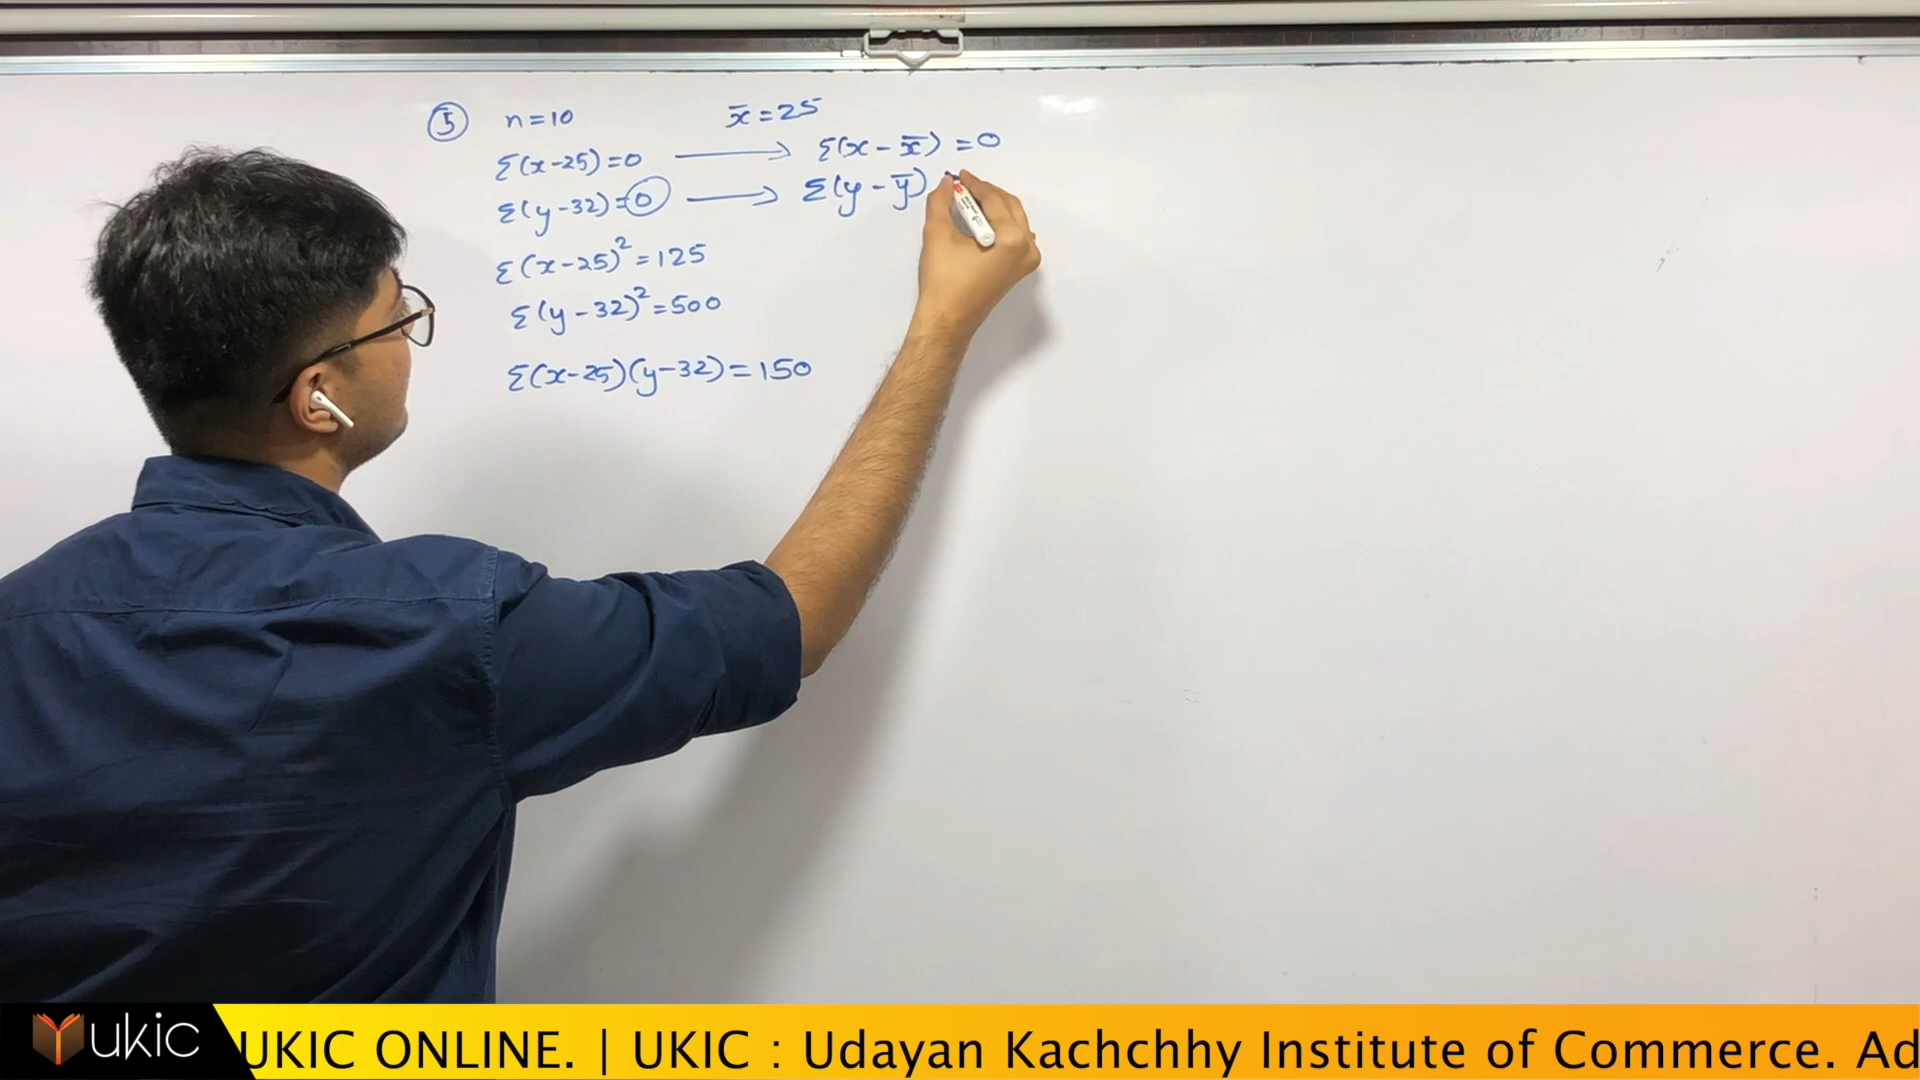 ⑤ n=10 x̄=25
Σ(x-25)=0 ⟶ Σ(x-x̄)=0
Σ(y-32)=0 ⟶ Σ(y-ȳ)
Σ(x-25)²=125
Σ(y-32)²=500
Σ(x-25)(y-32)=150
ukic UKIC ONLINE. | UKIC : Udayan Kachchhy Institute of Commerce. Ad